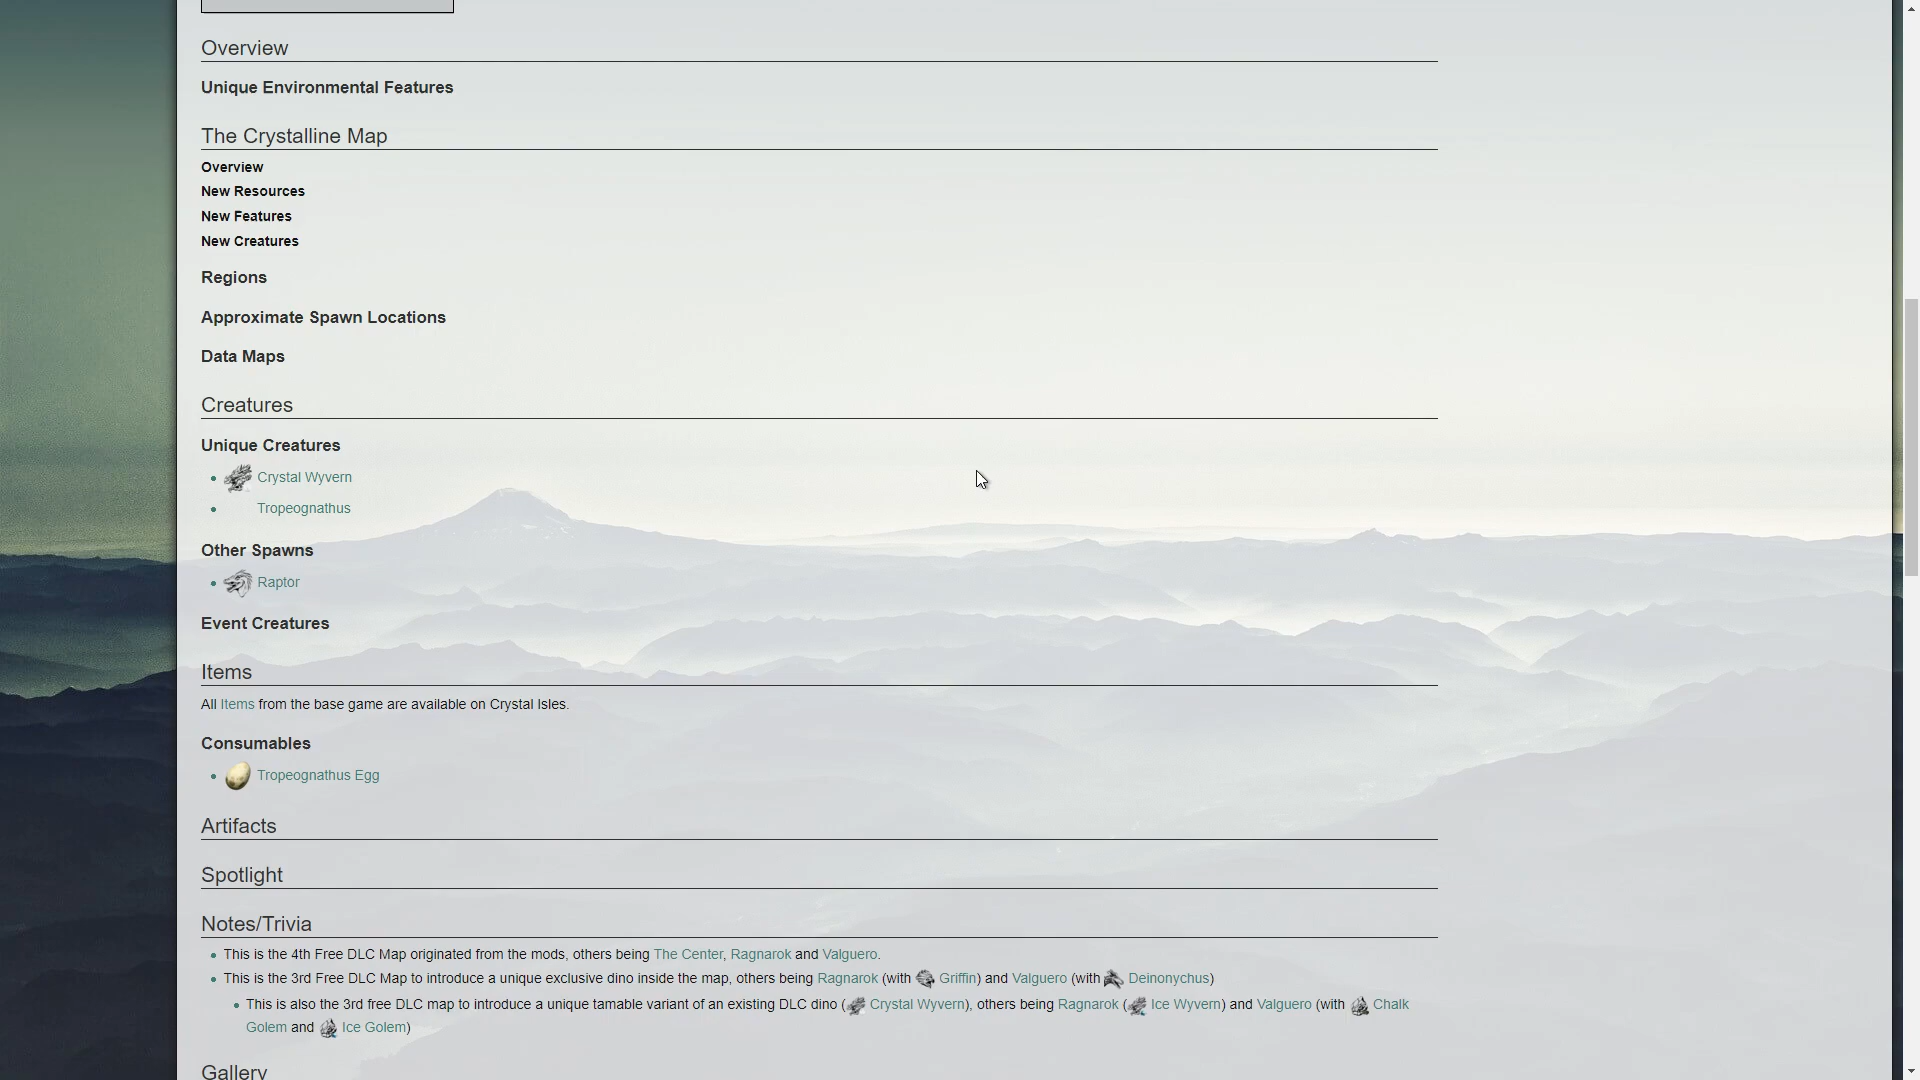 Overview
Unique Environmental Features
The Crystalline Map
Overview
New Resources
New Features
New Creatures
Regions
Approximate Spawn Locations
Data Maps
Creatures
Unique Creatures
Crystal Wyvern
Tropeognathus
Other Spawns
Raptor
Event Creatures
Items
All Items from the base game are available on Crystal Isles.
Consumables
Tropeognathus Egg
Artifacts
Spotlight
Notes/Trivia
This is the 4th Free DLC Map originated from the mods, others being The Center, Ragnarok and Valguero.
This is the 3rd Free DLC Map to introduce a unique exclusive dino inside the map, others being Ragnarok (with Griffin) and Valguero (with Deinonychus)
This is also the 3rd free DLC map to introduce a unique tamable variant of an existing DLC dino (Crystal Wyvern), others being Ragnarok (Ice Wyvern) and Valguero (with Chalk
Golem and Ice Golem)
Gallery